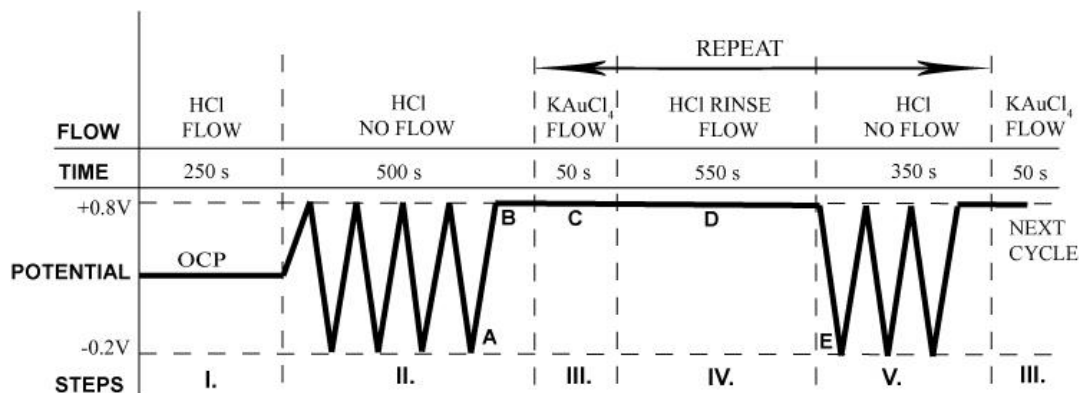 REPEAT
FLOW
HCl
FLOW
HCl
NO FLOW
KAuCl4
FLOW
HCl RINSE
FLOW
HCl
NO FLOW
KAuCl4
FLOW
TIME
250 s
500 s
50 s
550 s
350 s
50 s
+0.8V
B
C
D
NEXT
CYCLE
OCP
POTENTIAL
A
E
-0.2V
STEPS
I.
II.
III.
IV.
V.
III.